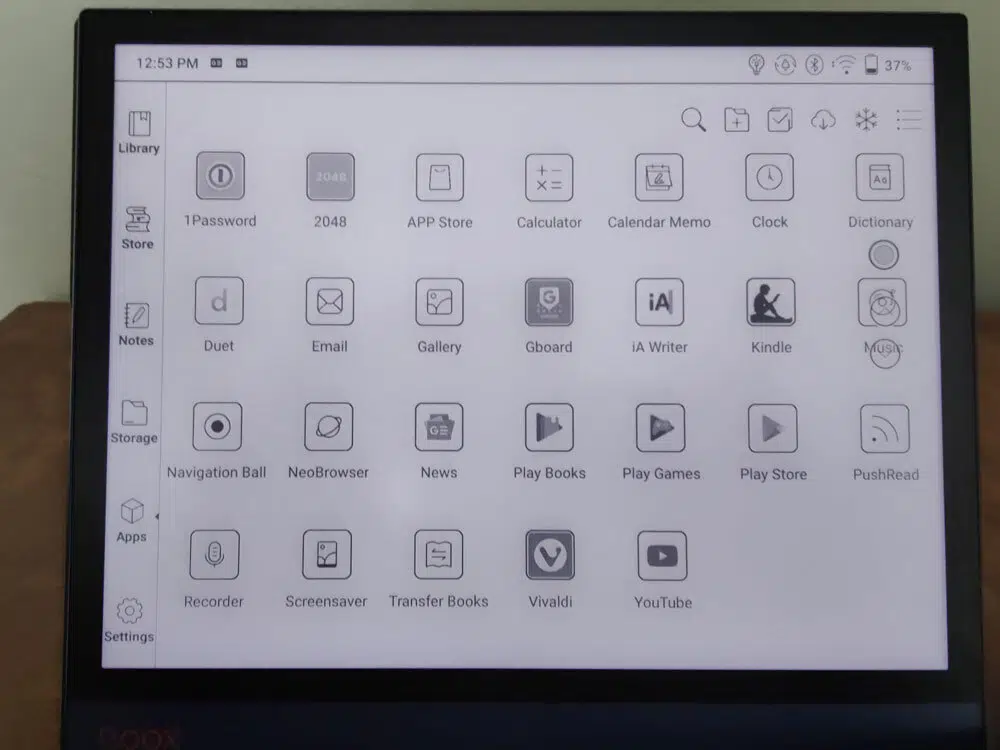 12:53 PM 37%
Library
Store
Notes
Storage
Apps
Settings
1Password 2048 APP Store Calculator Calendar Memo Clock Dictionary
Duet Email Gallery Gboard iA Writer Kindle Music
Navigation Ball NeoBrowser News Play Books Play Games Play Store PushRead
Recorder Screensaver Transfer Books Vivaldi YouTube
2048
Aa
d
G
iA
GE
BOOX